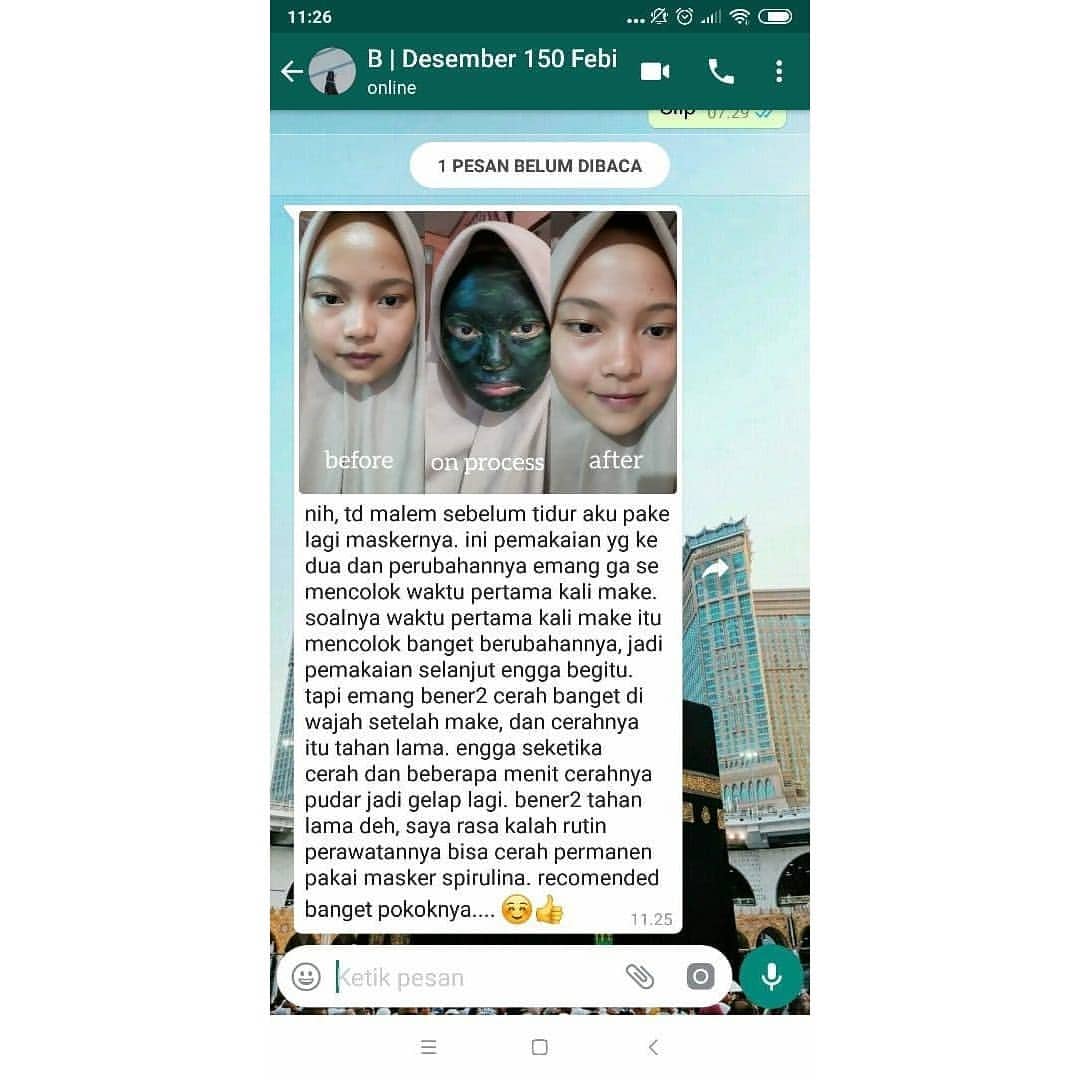 11:26
B | Desember 150 Febi
online
07.29
1 PESAN BELUM DIBACA
before
on process
after
nih, td malem sebelum tidur aku pake
lagi maskernya. ini pemakaian yg ke
dua dan perubahannya emang ga se
mencolok waktu pertama kali make.
soalnya waktu pertama kali make itu
mencolok banget berubahannya, jadi
pemakaian selanjut engga begitu.
tapi emang bener2 cerah banget di
wajah setelah make, dan cerahnya
itu tahan lama. engga seketika
cerah dan beberapa menit cerahnya
pudar jadi gelap lagi. bener2 tahan
lama deh, saya rasa kalah rutin
perawatannya bisa cerah permanen
pakai masker spirulina. recomended
banget pokoknya.... ☺️👍
11.25
Ketik pesan